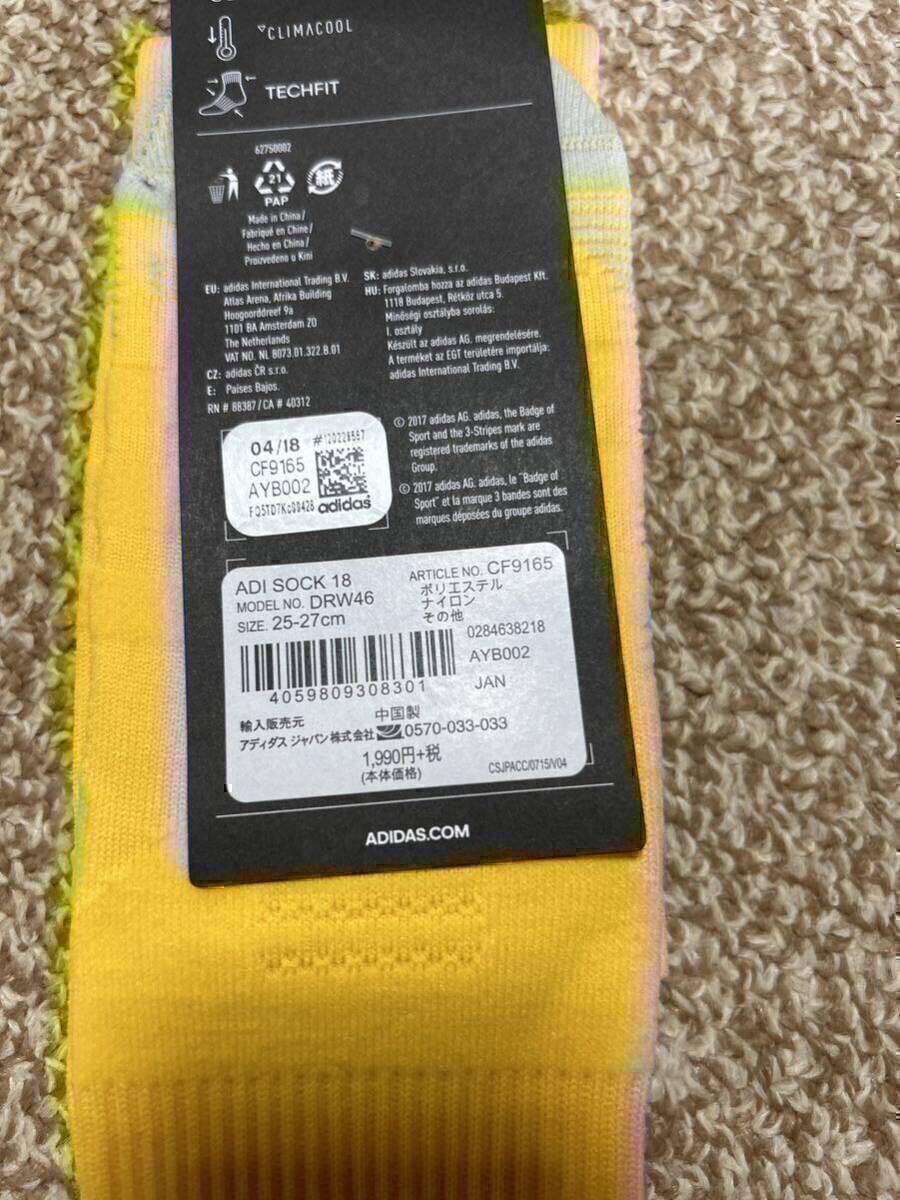 CLIMACOOL
TECHFIT
62750002
21
PAP
紙
Made in China/
Fabriqué en Chine/
Hecho en China/
Proizvedeno u Kini
EU: adidas International Trading B.V.
Atlas Arena, Afrika Building
Hoogoorddreef 9a
1101 BA Amsterdam ZO
The Netherlands
VAT NO. NL 8073.01.322.B.01
CZ: adidas ČR s.r.o.
E: Países Bajos.
RN # 88387/CA # 40312
SK: adidas Slovakia, s.r.o.
HU: Forgalomba hozza az adidas Budapest Kft.
1118 Budapest, Rétköz utca 5.
Minőségi osztályba sorolás:
I. osztály
Készült az adidas AG. megrendelésére.
A terméket az EGT területére importálja:
adidas International Trading B.V.
© 2017 adidas AG. adidas, the Badge of
Sport and the 3-Stripes mark are
registered trademarks of the adidas
Group.
© 2017 adidas AG. adidas, le "Badge of
Sport" et la marque 3 bandes sont des
marques déposées du groupe adidas.
04/18
CF9165
AYB002
adidas
ADI SOCK 18
MODEL NO. DRW46
SIZE. 25-27cm
ARTICLE NO. CF9165
ポリエステル
ナイロン
その他
0284638218
AYB002
JAN
4059809308301
中国製
輸入販売元
アディダス ジャパン株式会社 0570-033-033
1,990円+税
(本体価格)
CSJPACC/0715/V04
ADIDAS.COM